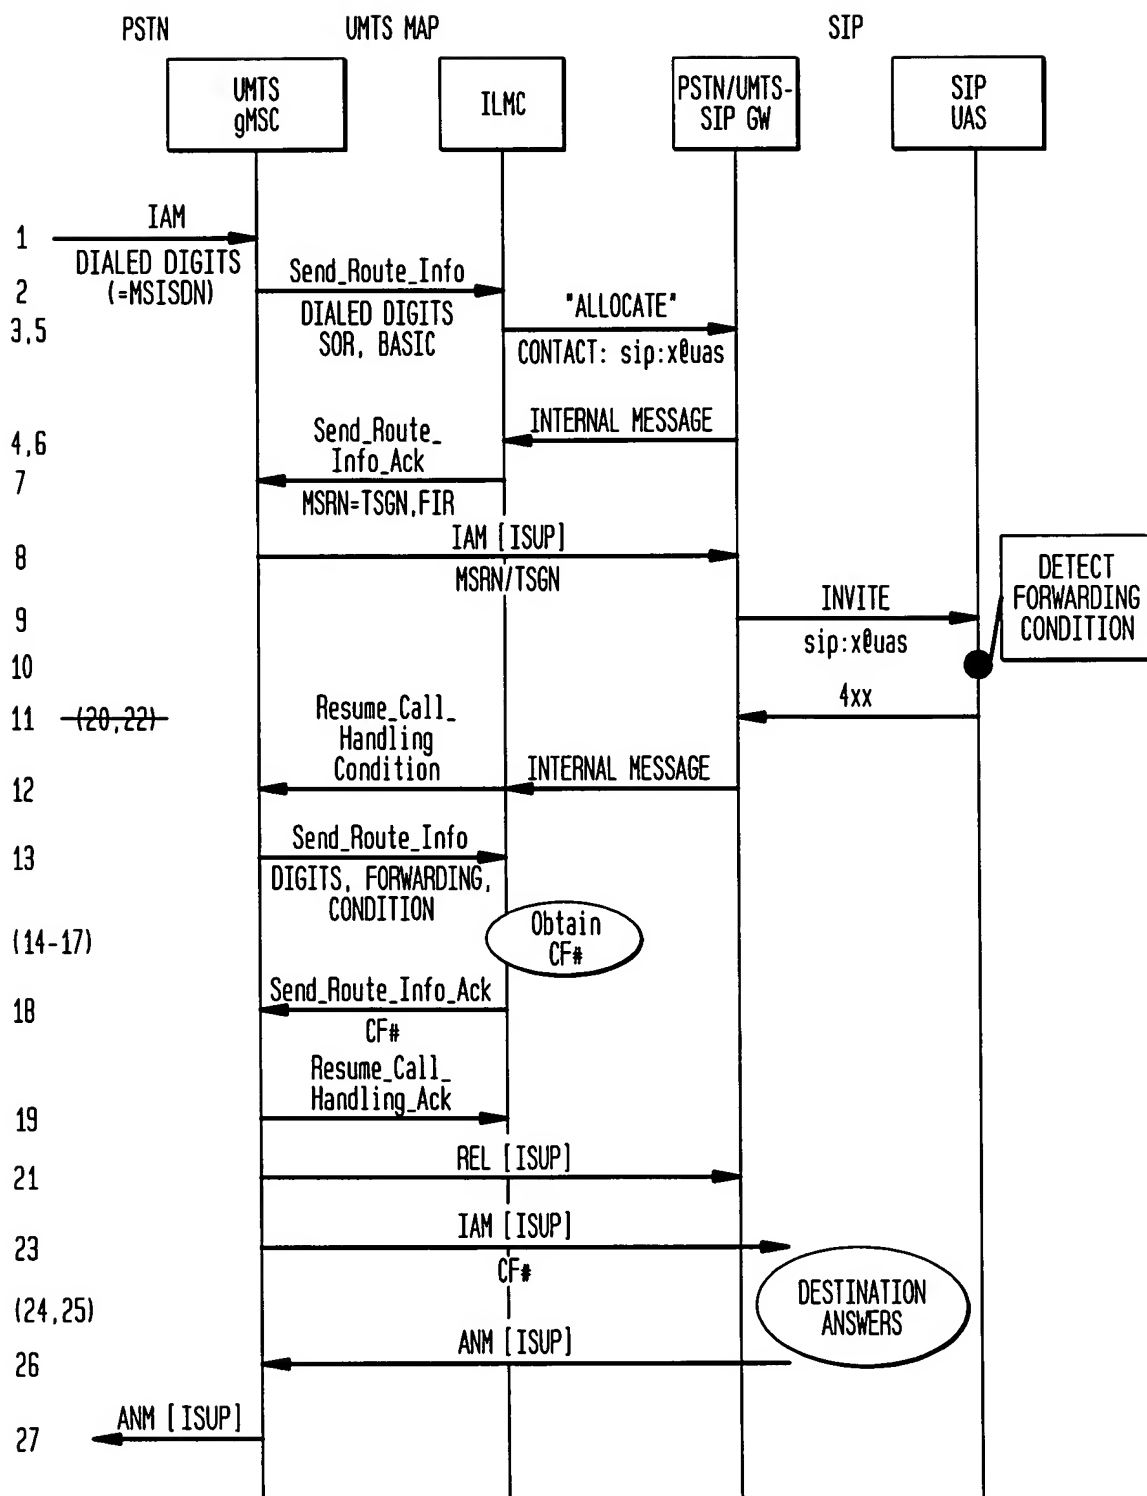 PSTN
UMTS MAP
SIP
UMTS
gMSC
ILMC
PSTN/UMTS-
SIP GW
SIP
UAS
1
IAM
DIALED DIGITS
(=MSISDN)
2
Send_Route_Info
DIALED DIGITS
SOR, BASIC
3,5
"ALLOCATE"
CONTACT: sip:x@uas
4,6
INTERNAL MESSAGE
Send_Route_
Info_Ack
7
MSRN=TSGN,FIR
8
IAM [ISUP]
MSRN/TSGN
DETECT
FORWARDING
CONDITION
9
INVITE
sip:x@uas
10
11
(20,22)
4xx
Resume_Call_
Handling
Condition
12
INTERNAL MESSAGE
13
Send_Route_Info
DIGITS, FORWARDING,
CONDITION
(14-17)
Obtain
CF#
18
Send_Route_Info_Ack
CF#
Resume_Call_
Handling_Ack
19
21
REL [ISUP]
23
IAM [ISUP]
CF#
(24,25)
DESTINATION
ANSWERS
26
ANM [ISUP]
27
ANM [ISUP]